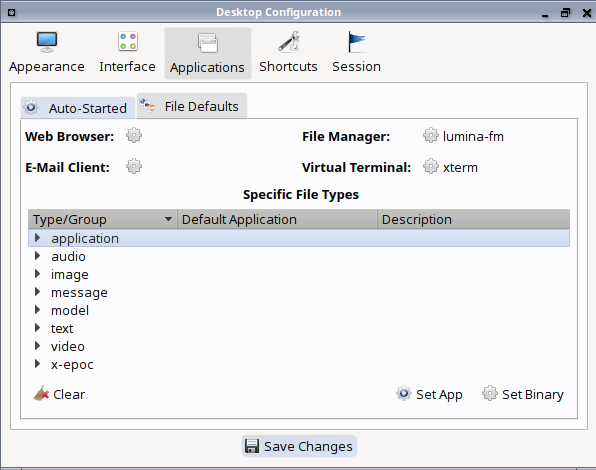 Desktop Configuration
Appearance Interface Applications Shortcuts Session
Auto-Started File Defaults
Web Browser: File Manager: lumina-fm
E-Mail Client: Virtual Terminal: xterm
Specific File Types
Type/Group Default Application Description
application
audio
image
message
model
text
video
x-epoc
Clear Set App Set Binary
Save Changes